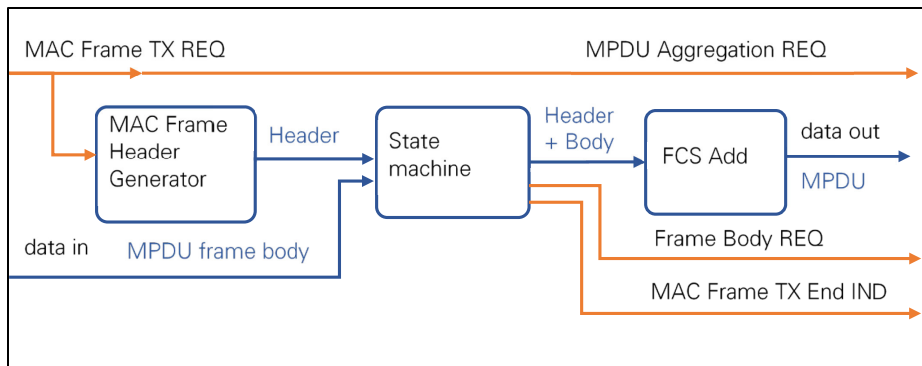 MAC Frame TX REQ
MPDU Aggregation REQ
MAC Frame
Header
Generator
Header
State
machine
Header
+ Body
FCS Add
data out
MPDU
data in
MPDU frame body
Frame Body REQ
MAC Frame TX End IND